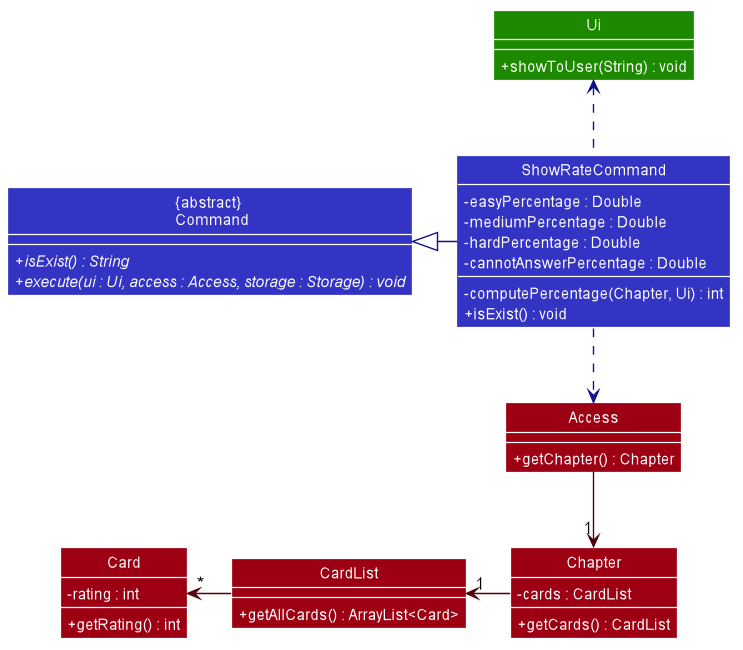 Ui
+showToUser(String) : void
ShowRateCommand
-easyPercentage : Double
-mediumPercentage : Double
-hardPercentage : Double
-cannotAnswerPercentage : Double
-computePercentage(Chapter, Ui) : int
+isExist() : void
{abstract}
Command
+isExist() : String
+execute(ui : Ui, access : Access, storage : Storage) : void
Access
+getChapter() : Chapter
1
Chapter
-cards : CardList
+getCards() : CardList
1
CardList
+getAllCards() : ArrayList<Card>
*
Card
-rating : int
+getRating() : int